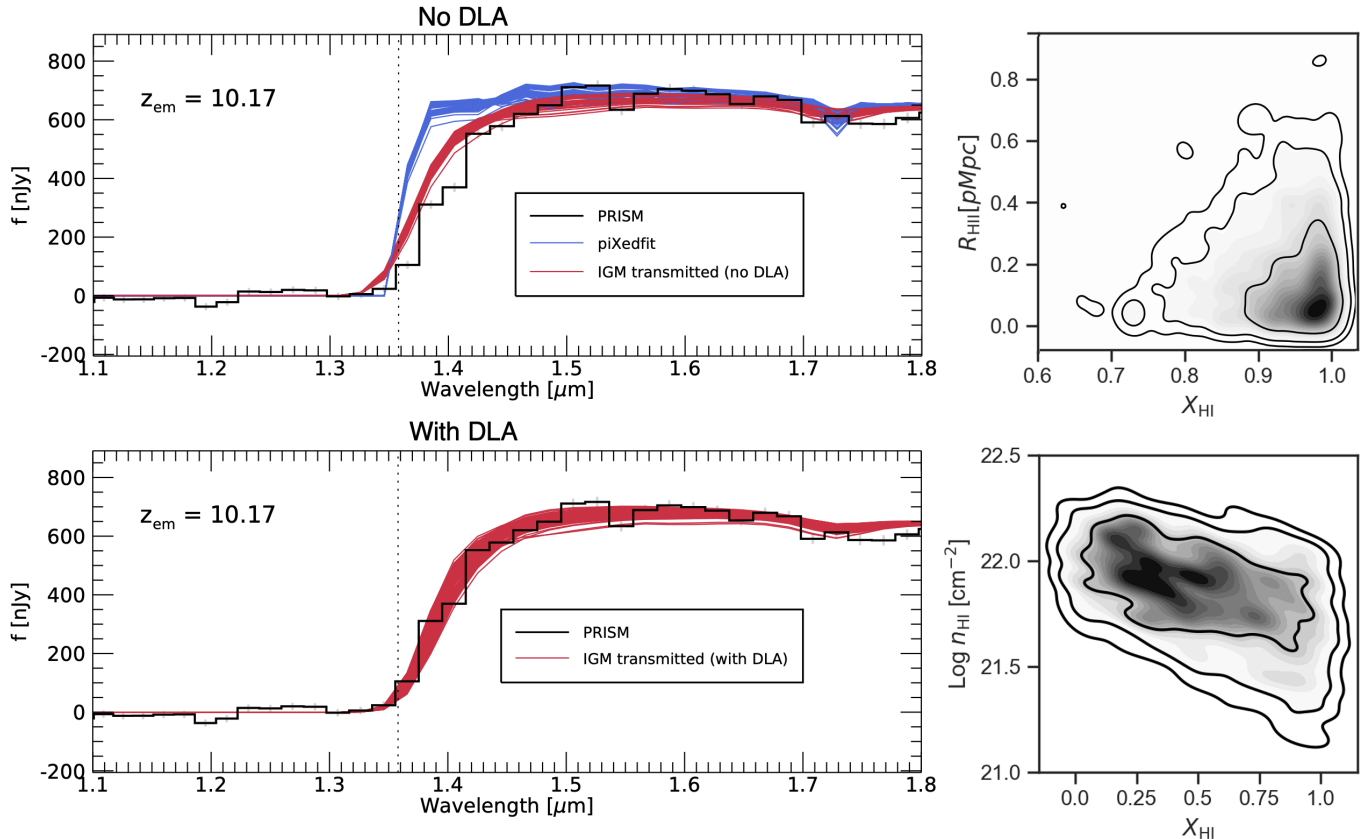 No DLA
z_em = 10.17
f [nJy]
800
600
400
200
0
-200
PRISM
piXedfit
IGM transmitted (no DLA)
1.1 1.2 1.3 1.4 1.5 1.6 1.7 1.8
Wavelength [μm]
R_HII [pMpc]
0.8
0.6
0.4
0.2
0.0
0.6 0.7 0.8 0.9 1.0
X_HI
With DLA
z_em = 10.17
f [nJy]
800
600
400
200
0
-200
PRISM
IGM transmitted (with DLA)
1.1 1.2 1.3 1.4 1.5 1.6 1.7 1.8
Wavelength [μm]
Log n_HI [cm⁻²]
22.5
22.0
21.5
21.0
0.0 0.25 0.50 0.75 1.0
X_HI